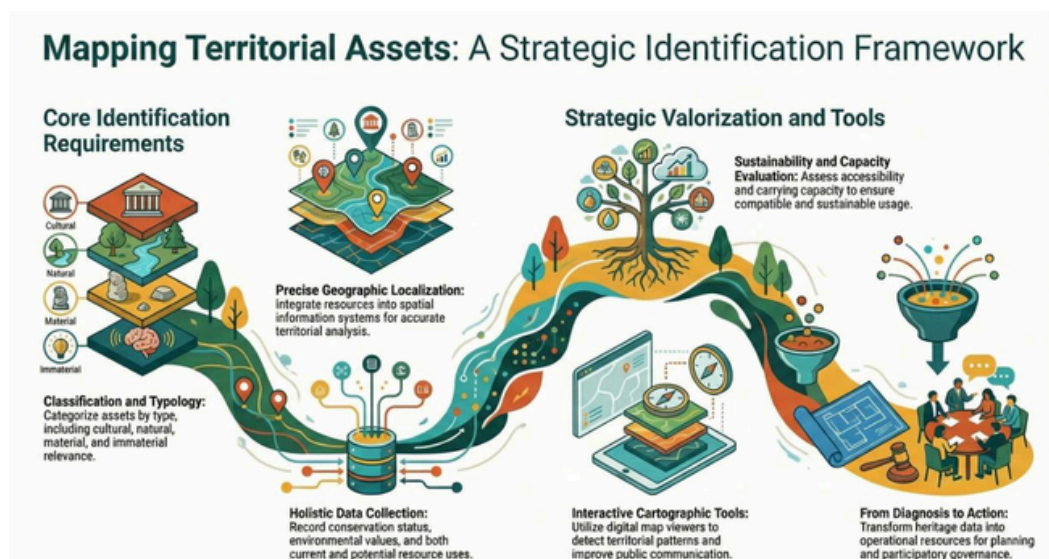 Mapping Territorial Assets: A Strategic Identification Framework
Core Identification
Requirements
Cultural
Natural
Material
Immaterial
Classification and Typology:
Categorize assets by type,
including cultural, natural,
material, and immaterial
relevance.
Precise Geographic Localization:
integrate resources into spatial
information systems for accurate
territorial analysis.
Holistic Data Collection:
Record conservation status,
environmental values, and both
current and potential resource uses.
Strategic Valorization and Tools
Sustainability and Capacity
Evaluation: Assess accessibility
and carrying capacity to ensure
compatible and sustainable usage.
Interactive Cartographic Tools:
Utilize digital map viewers to
detect territorial patterns and
improve public communication.
From Diagnosis to Action:
Transform heritage data into
operational resources for planning
and participatory governance.